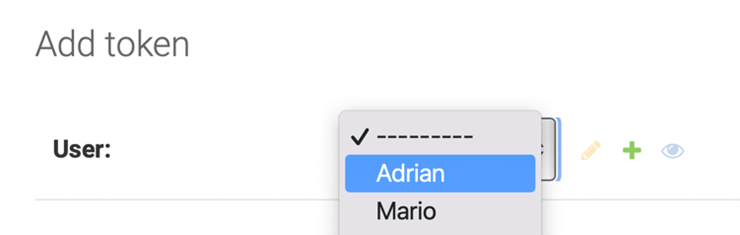 Add token
User:
✓ ---------
Adrian
Mario